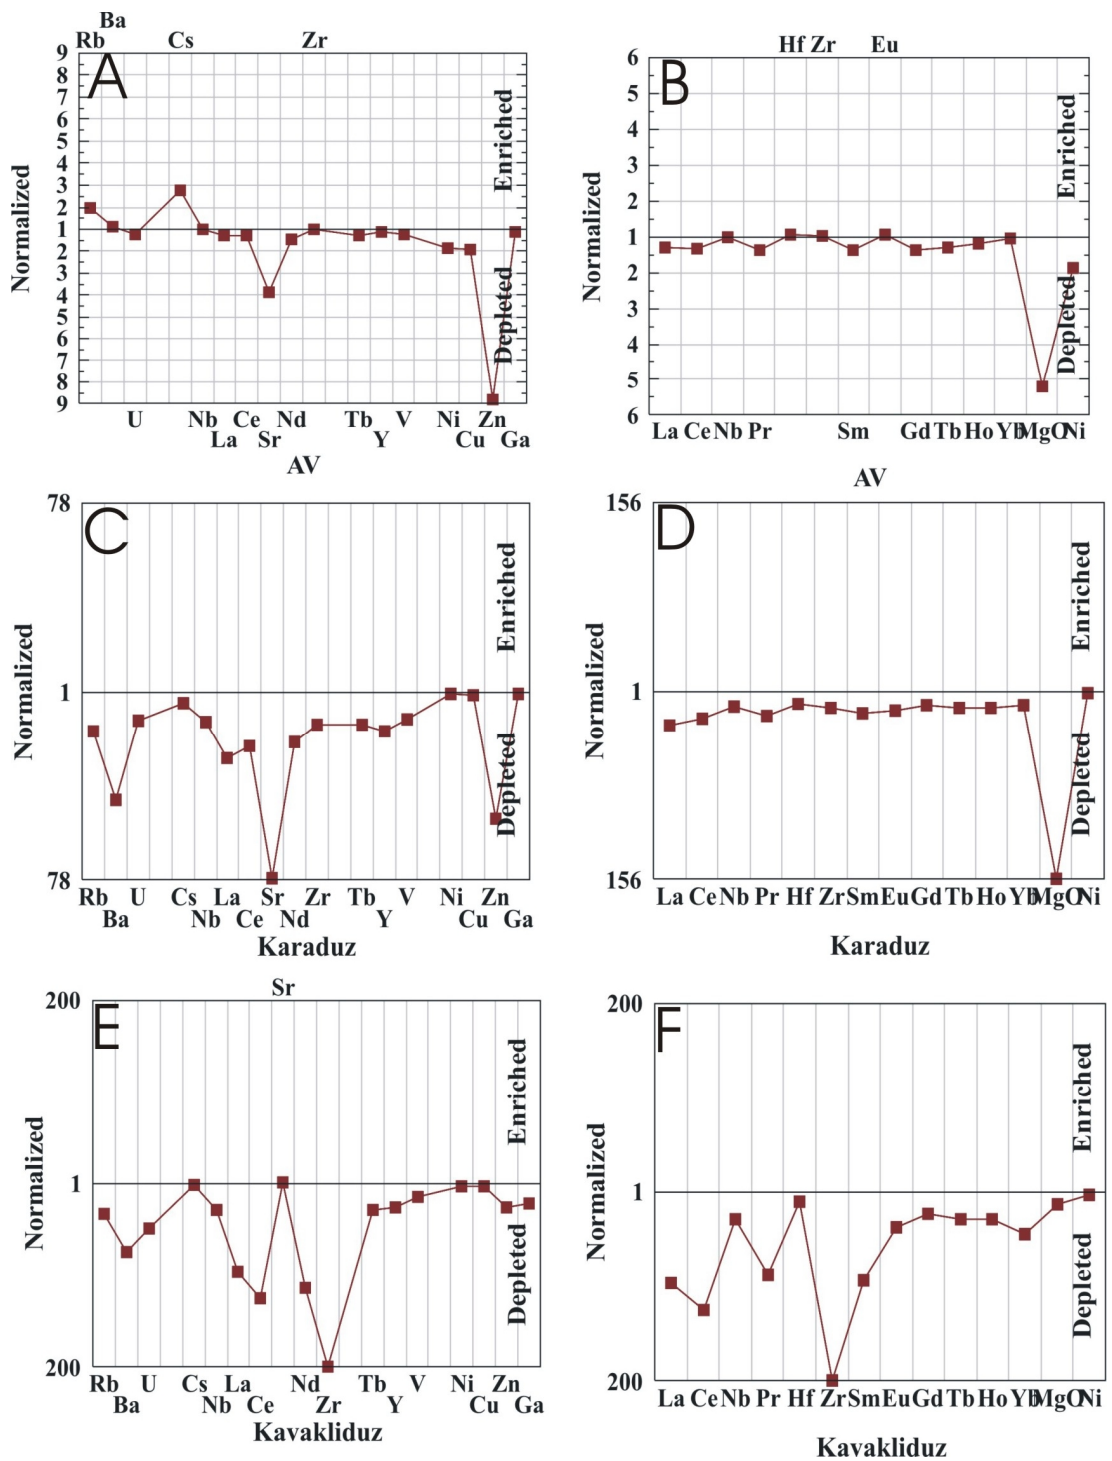 Ba
Rb Cs Zr
A
9
8
7
6
5
4
3
2
1
2
3
4
5
6
7
8
9
Normalized
Enriched
Depleted
U Nb Ce Nd Tb V Ni Zn
La Sr Y Cu Ga
AV
Hf Zr Eu
B
6
5
4
3
2
1
2
3
4
5
6
Normalized
Enriched
Depleted
La Ce Nb Pr Sm Gd Tb Ho Yb MgO Ni
AV
C
78
1
78
Normalized
Enriched
Depleted
Rb U Cs La Sr Zr Tb V Ni Zn
Ba Nb Ce Nd Y Cu Ga
Karaduz
D
156
1
156
Normalized
Enriched
Depleted
La Ce Nb Pr Hf Zr Sm Eu Gd Tb Ho Yb MgO Ni
Karaduz
Sr
E
200
1
200
Normalized
Enriched
Depleted
Rb U Cs La Nd Tb V Ni Zn
Ba Nb Ce Zr Y Cu Ga
Kavakliduz
F
200
1
200
Normalized
Enriched
Depleted
La Ce Nb Pr Hf Zr Sm Eu Gd Tb Ho Yb MgO Ni
Kavakliduz